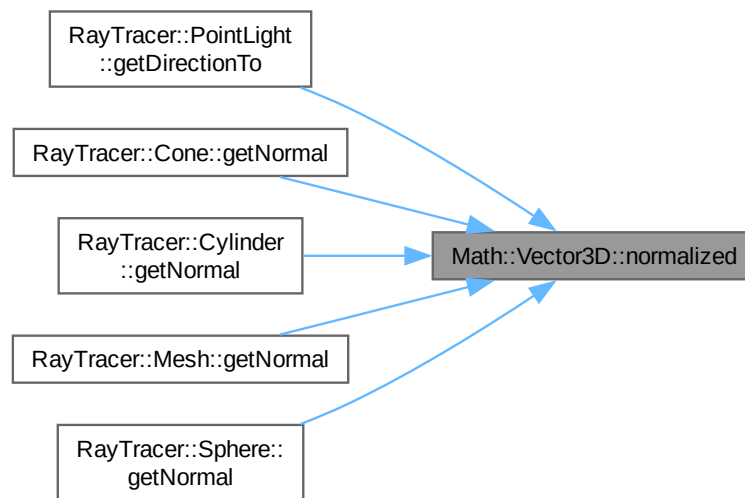 RayTracer::PointLight
::getDirectionTo
RayTracer::Cone::getNormal
RayTracer::Cylinder
::getNormal
Math::Vector3D::normalized
RayTracer::Mesh::getNormal
RayTracer::Sphere::
getNormal